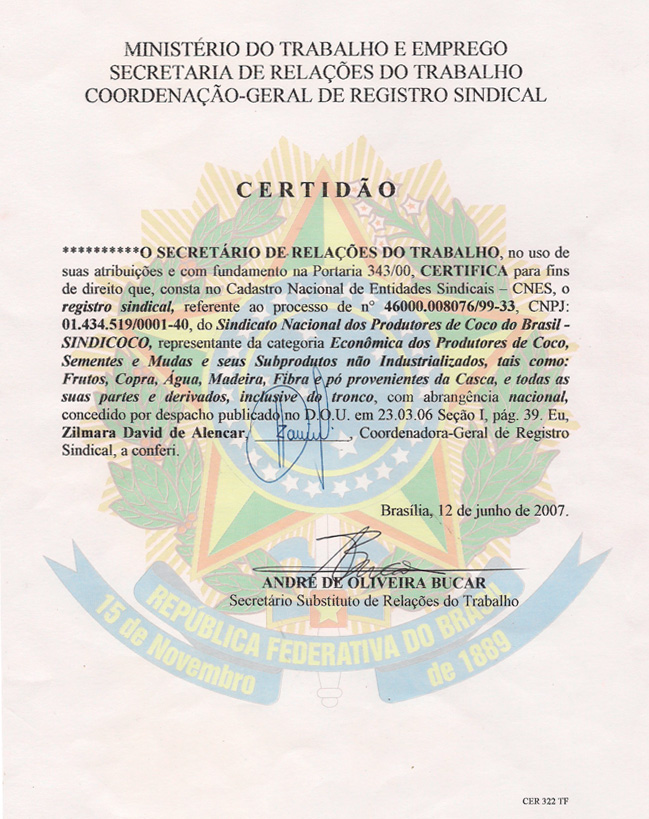 MINISTÉRIO DO TRABALHO E EMPREGO
SECRETARIA DE RELAÇÕES DO TRABALHO
COORDENAÇÃO-GERAL DE REGISTRO SINDICAL
CERTIDÃO
**********O SECRETÁRIO DE RELAÇÕES DO TRABALHO, no uso de
suas atribuições e com fundamento na Portaria 343/00, CERTIFICA para fins
de direito que, consta no Cadastro Nacional de Entidades Sindicais – CNES, o
registro sindical, referente ao processo de n° 46000.008076/99-33, CNPJ:
01.434.519/0001-40, do Sindicato Nacional dos Produtores de Coco do Brasil -
SINDICOCO, representante da categoria Econômica dos Produtores de Coco,
Sementes e Mudas e seus Subprodutos não Industrializados, tais como:
Frutos, Copra, Água, Madeira, Fibra e pó provenientes da Casca, e todas as
suas partes e derivados, inclusive do tronco, com abrangência nacional,
concedido por despacho publicado no D.O.U. em 23.03.06 Seção I, pág. 39. Eu,
Zilmara David de Alencar, Coordenadora-Geral de Registro
Sindical, a conferi.
Brasília, 12 de junho de 2007.
ANDRÉ DE OLIVEIRA BUCAR
Secretário Substituto de Relações do Trabalho
REPÚBLICA FEDERATIVA DO BRASIL
15 de Novembro
de 1889
CER 322 TF